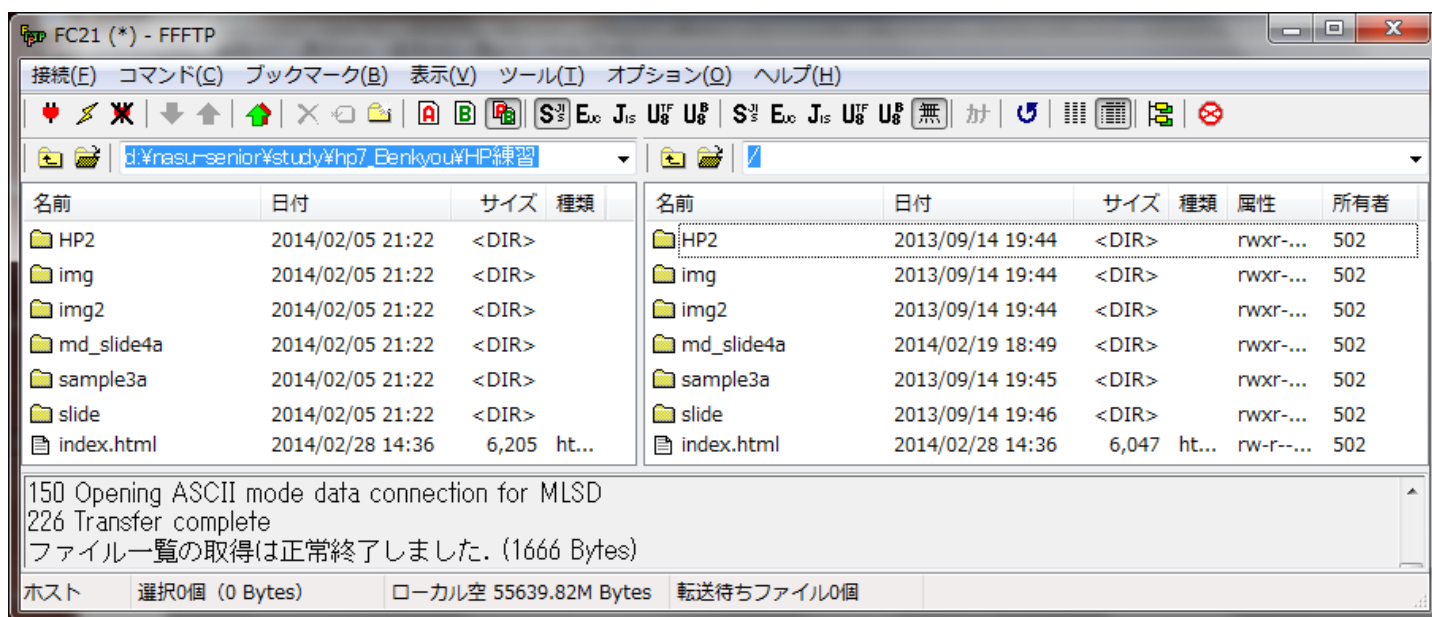 FC21 (*) - FFFTP
接続(F) コマンド(C) ブックマーク(B) 表示(V) ツール(T) オプション(O) ヘルプ(H)
A B S Euc JIS UTF8 U8B S Euc JIS UTF8 U8B 無 カナ
d:¥nasu-senior¥study¥hp7_Benkyou¥HP練習 /
名前 日付 サイズ 種類 名前 日付 サイズ 種類 属性 所有者
HP2 2014/02/05 21:22 <DIR> HP2 2013/09/14 19:44 <DIR> rwxr-... 502
img 2014/02/05 21:22 <DIR> img 2013/09/14 19:44 <DIR> rwxr-... 502
img2 2014/02/05 21:22 <DIR> img2 2013/09/14 19:44 <DIR> rwxr-... 502
md_slide4a 2014/02/05 21:22 <DIR> md_slide4a 2014/02/19 18:49 <DIR> rwxr-... 502
sample3a 2014/02/05 21:22 <DIR> sample3a 2013/09/14 19:45 <DIR> rwxr-... 502
slide 2014/02/05 21:22 <DIR> slide 2013/09/14 19:46 <DIR> rwxr-... 502
index.html 2014/02/28 14:36 6,205 ht... index.html 2014/02/28 14:36 6,047 ht... rw-r--... 502
150 Opening ASCII mode data connection for MLSD
226 Transfer complete
ファイル一覧の取得は正常終了しました. (1666 Bytes)
ホスト 選択0個 (0 Bytes) ローカル空 55639.82M Bytes 転送待ちファイル0個